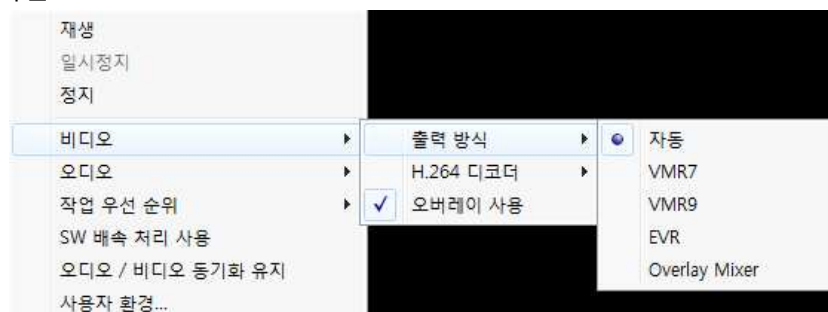 재생
일시정지
정지
비디오
오디오
작업 우선 순위
SW 배속 처리 사용
오디오 / 비디오 동기화 유지
사용자 환경...
출력 방식
H.264 디코더
오버레이 사용
자동
VMR7
VMR9
EVR
Overlay Mixer